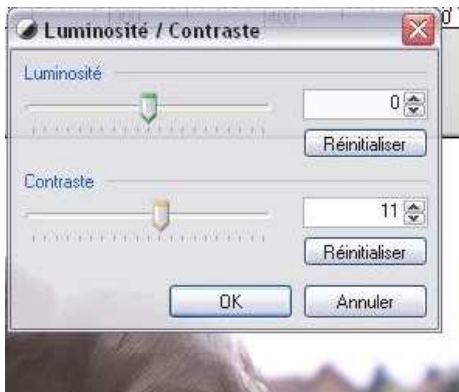 Luminosité / Contraste
Luminosité
0
Réinitialiser
Contraste
11
Réinitialiser
OK
Annuler